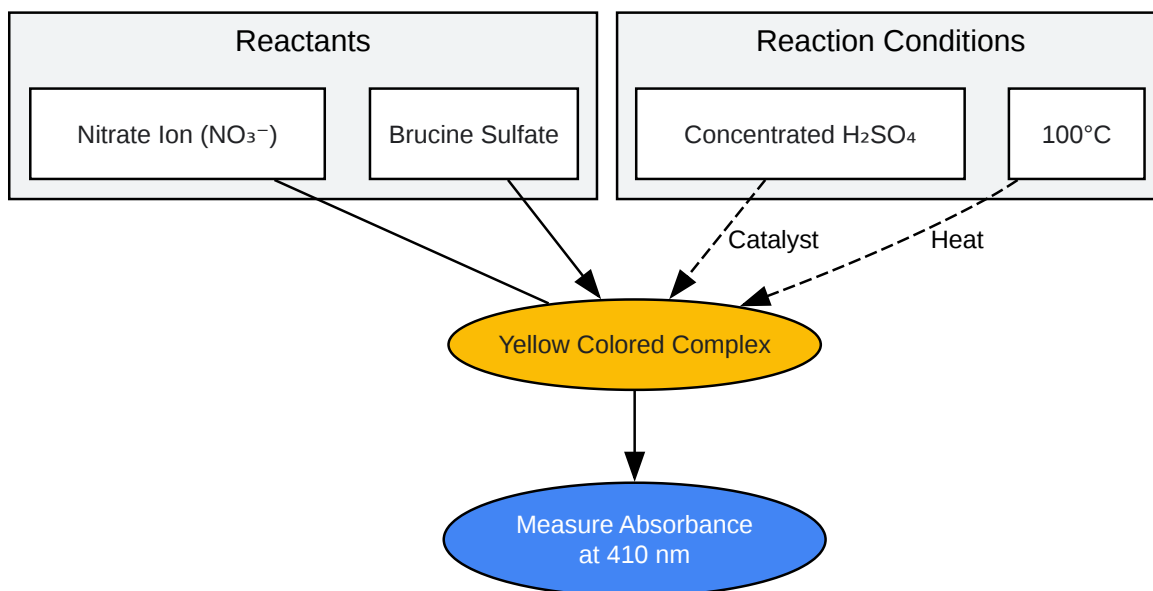 Reactants
Reaction Conditions
Nitrate Ion (NO₃⁻)
Brucine Sulfate
Concentrated H₂SO₄
100°C
Catalyst
Heat
Yellow Colored Complex
Measure Absorbance
at 410 nm